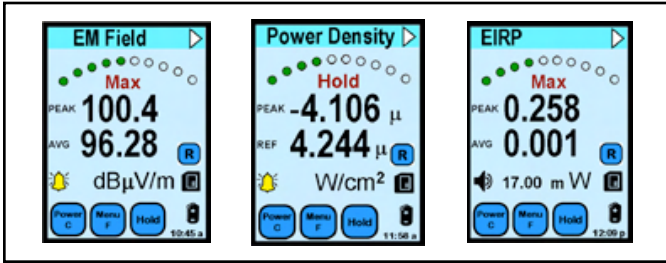 EM Field
Max
PEAK 100.4
AVG 96.28
R
dBµV/m
Power C
Menu F
Hold
10:45 a
Power Density
Hold
PEAK -4.106 µ
REF 4.244 µ
R
W/cm²
Power C
Menu F
Hold
11:56 a
EIRP
Max
PEAK 0.258
AVG 0.001
R
17.00 m W
Power C
Menu F
Hold
12:09 p